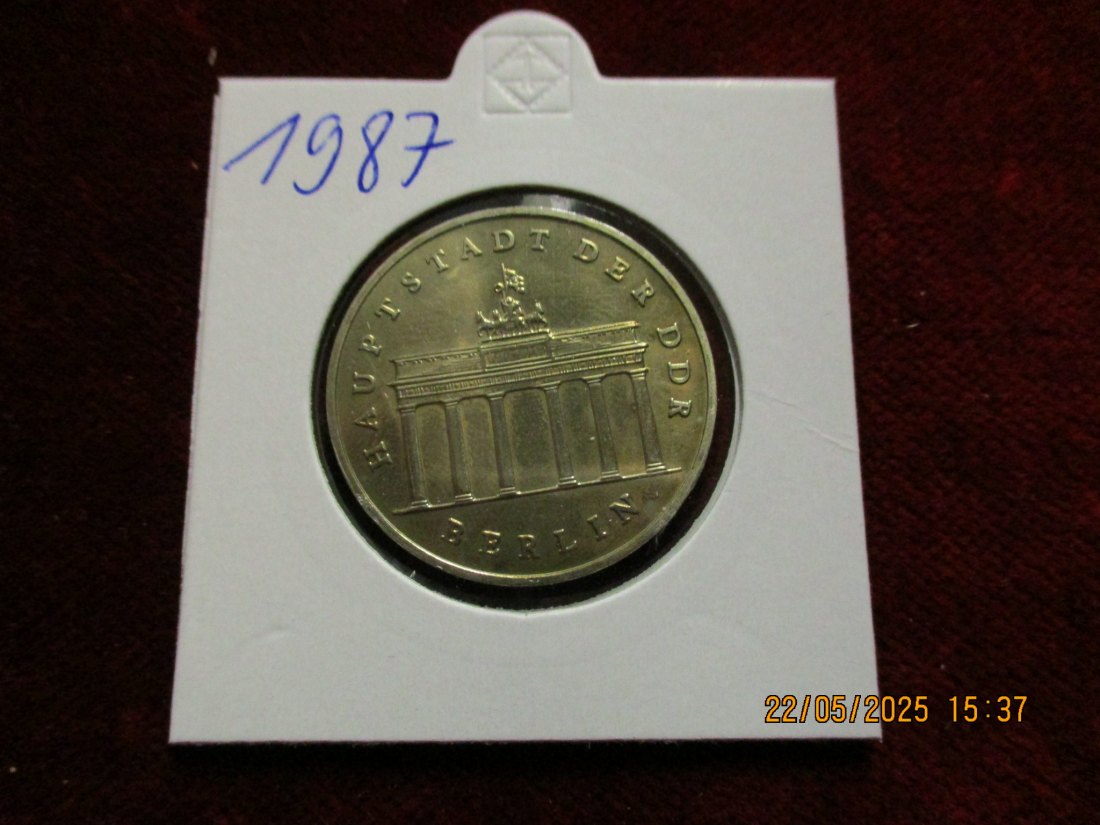 1987
HAUPTSTADT DER DDR
BERLIN
22/05/2025 15:37